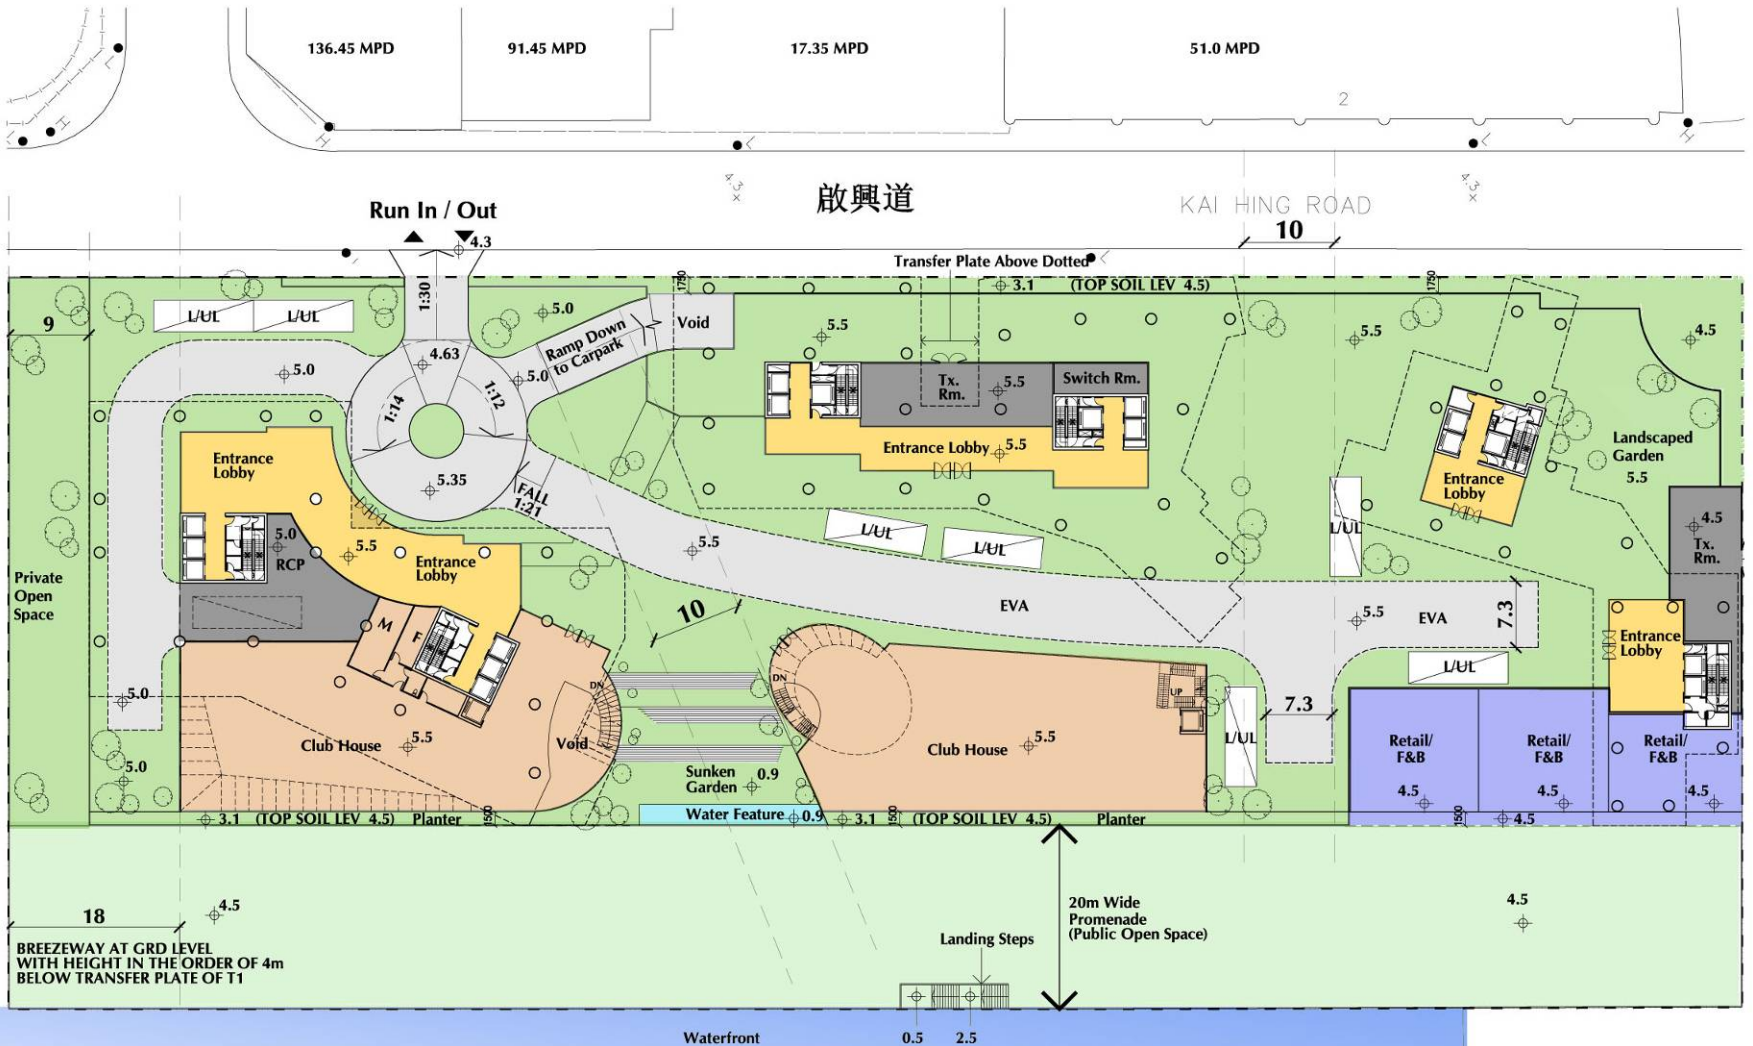 136.45 MPD
91.45 MPD
17.35 MPD
51.0 MPD
2
H
H
H
4.3
啟興道
4.3
KAI HING ROAD
Run In / Out
4.3
10
Transfer Plate Above Dotted
1750
3.1 (TOP SOIL LEV 4.5)
1750
L/UL
L/UL
1:30
5.0
Ramp Down
to Carpark
Void
5.5
5.5
4.5
9
4.63
5.0
5.0
1:14
1:12
Tx.
Rm.
5.5
Switch Rm.
Entrance Lobby
5.5
Landscaped
Garden
5.5
Entrance
Lobby
Entrance
Lobby
5.35
FALL
1:21
L/UL
L/UL
L/UL
4.5
Tx.
Rm.
5.0
RCP
5.5
Entrance
Lobby
5.5
Private
Open
Space
EVA
5.5
EVA
7.3
10
M
F
Entrance
Lobby
L/UL
5.0
DN
DN
UP
7.3
Club House
5.5
Void
Club House
5.5
L/UL
Retail/
F&B
Retail/
F&B
Retail/
F&B
5.0
Sunken
Garden
0.9
4.5
4.5
4.5
3.1 (TOP SOIL LEV 4.5) Planter
1500
Water Feature
0.9
3.1
1500
(TOP SOIL LEV 4.5) Planter
1500
4.5
18
4.5
20m Wide
Promenade
(Public Open Space)
4.5
BREEZEWAY AT GRD LEVEL
WITH HEIGHT IN THE ORDER OF 4m
BELOW TRANSFER PLATE OF T1
Landing Steps
Waterfront
0.5
2.5